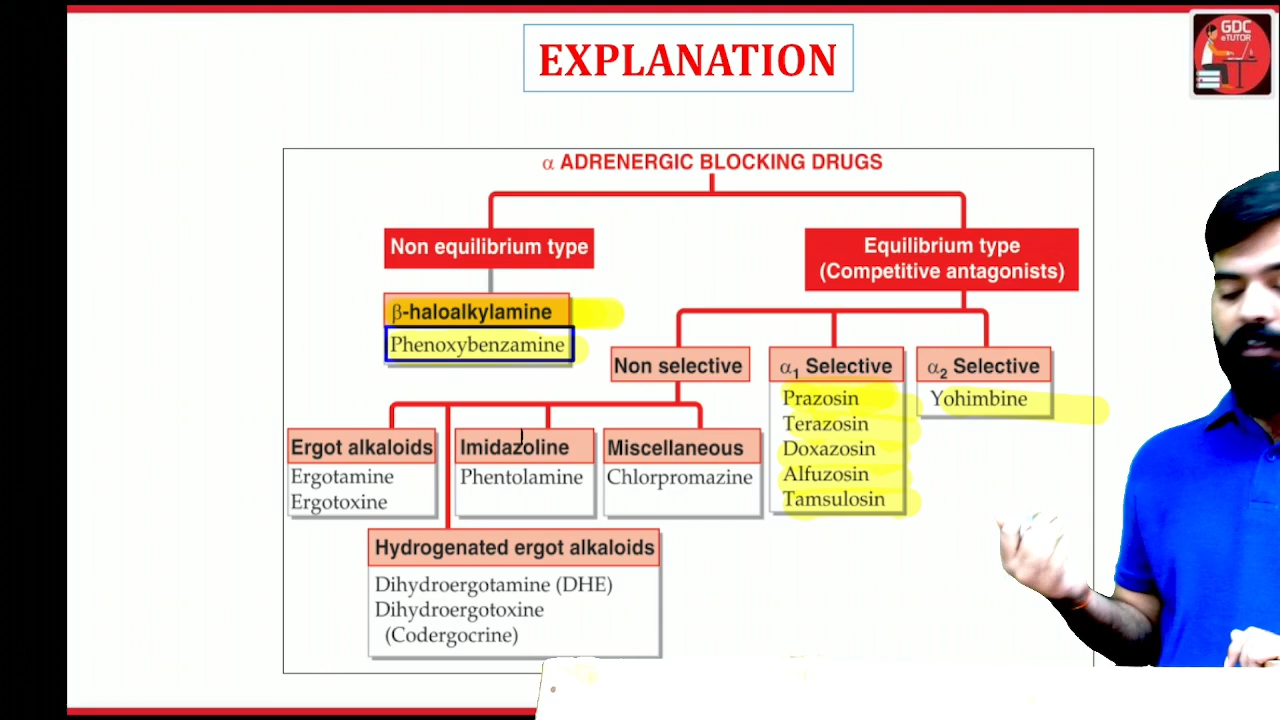 EXPLANATION
GDC
eTUTOR
α ADRENERGIC BLOCKING DRUGS
Non equilibrium type
Equilibrium type
(Competitive antagonists)
β-haloalkylamine
Phenoxybenzamine
Non selective
α1 Selective
α2 Selective
Prazosin
Terazosin
Doxazosin
Alfuzosin
Tamsulosin
Yohimbine
Ergot alkaloids
Ergotamine
Ergotoxine
Imidazoline
Phentolamine
Miscellaneous
Chlorpromazine
Hydrogenated ergot alkaloids
Dihydroergotamine (DHE)
Dihydroergotoxine
(Codergocrine)